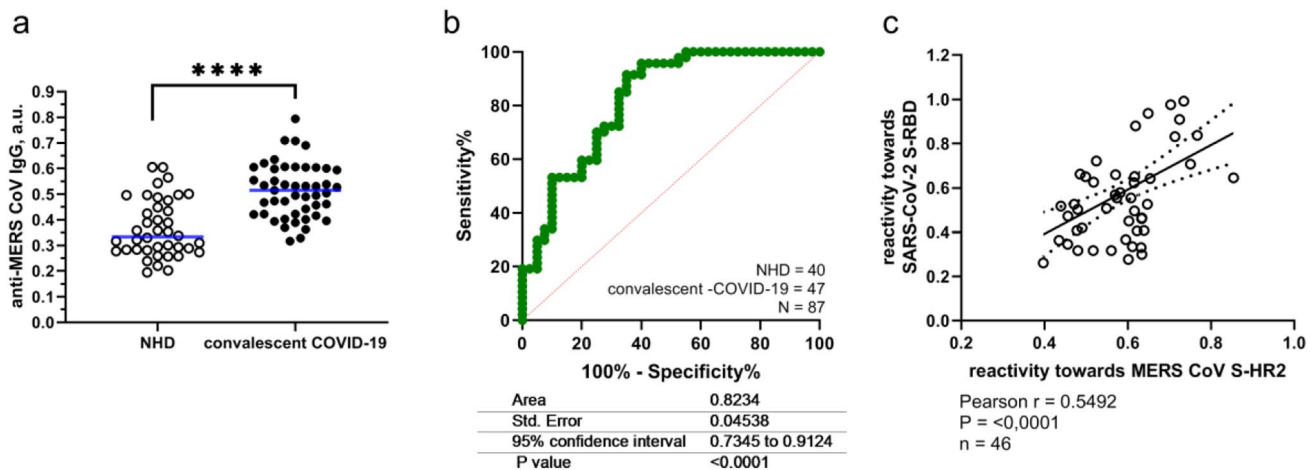 a
****
anti-MERS CoV IgG, a.u.
0.9
0.8
0.7
0.6
0.5
0.4
0.3
0.2
0.1
0.0
NHD
convalescent COVID-19
b
Sensitivity%
100
80
60
40
20
0
NHD = 40
convalescent -COVID-19 = 47
N = 87
0 20 40 60 80 100
100% - Specificity%
Area 0.8234
Std. Error 0.04538
95% confidence interval 0.7345 to 0.9124
P value <0.0001
c
reactivity towards
SARS-CoV-2 S-RBD
1.2
1.0
0.8
0.6
0.4
0.2
0.0
0.2 0.4 0.6 0.8 1.0
reactivity towards MERS CoV S-HR2
Pearson r = 0.5492
P = <0,0001
n = 46